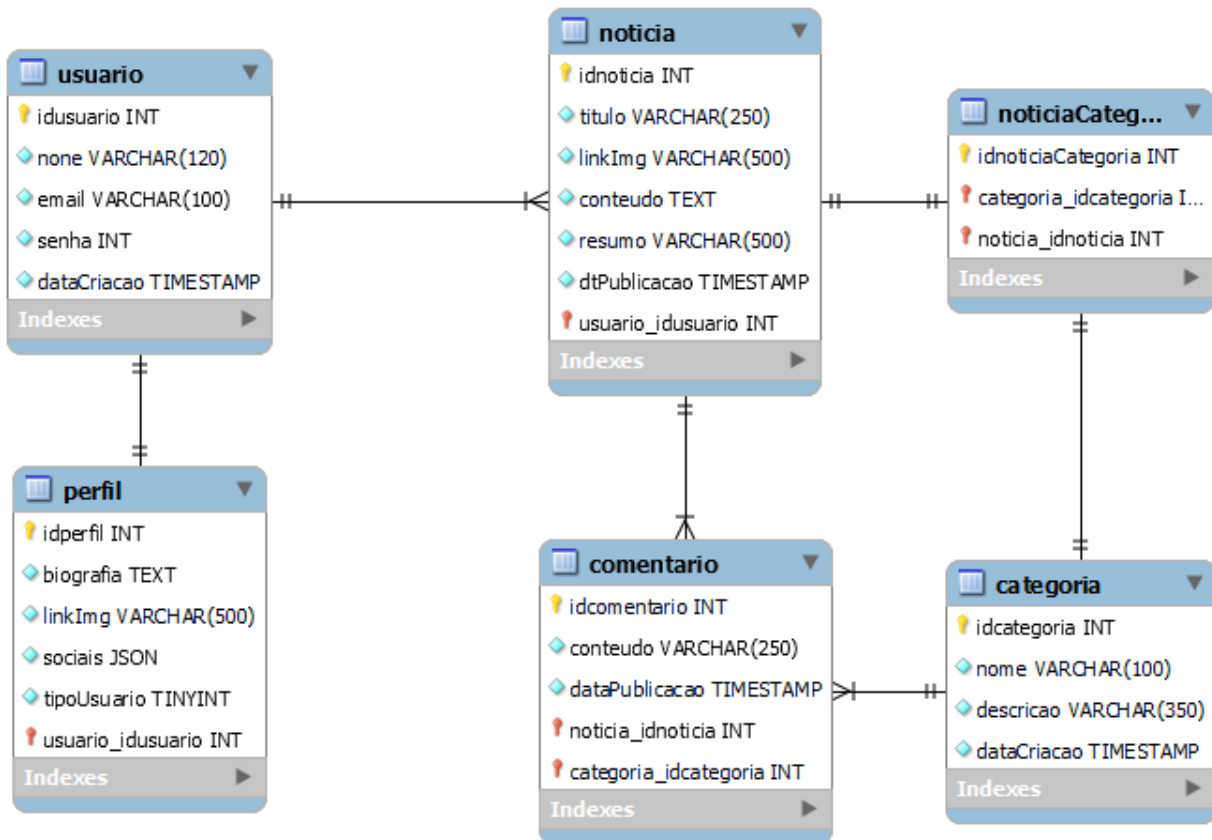 usuario
idusuario INT
none VARCHAR(120)
email VARCHAR(100)
senha INT
dataCriacao TIMESTAMP
Indexes
noticia
idnoticia INT
titulo VARCHAR(250)
linkImg VARCHAR(500)
conteudo TEXT
resumo VARCHAR(500)
dtPublicacao TIMESTAMP
usuario_idusuario INT
Indexes
noticiaCateg...
idnoticiaCategoria INT
categoria_idcategoria I...
noticia_idnoticia INT
Indexes
perfil
idperfil INT
biografia TEXT
linkImg VARCHAR(500)
sociais JSON
tipoUsuario TINYINT
usuario_idusuario INT
Indexes
comentario
idcomentario INT
conteudo VARCHAR(250)
dataPublicacao TIMESTAMP
noticia_idnoticia INT
categoria_idcategoria INT
Indexes
categoria
idcategoria INT
nome VARCHAR(100)
descricao VARCHAR(350)
dataCriacao TIMESTAMP
Indexes